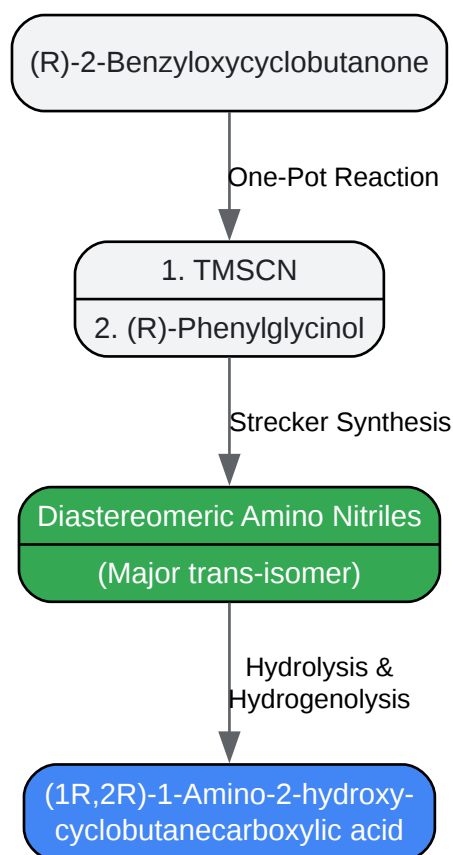 (R)-2-Benzyloxycyclobutanone
One-Pot Reaction
1. TMSCN
2. (R)-Phenylglycinol
Strecker Synthesis
Diastereomeric Amino Nitriles
(Major trans-isomer)
Hydrolysis &
Hydrogenolysis
(1R,2R)-1-Amino-2-hydroxy-
cyclobutanecarboxylic acid